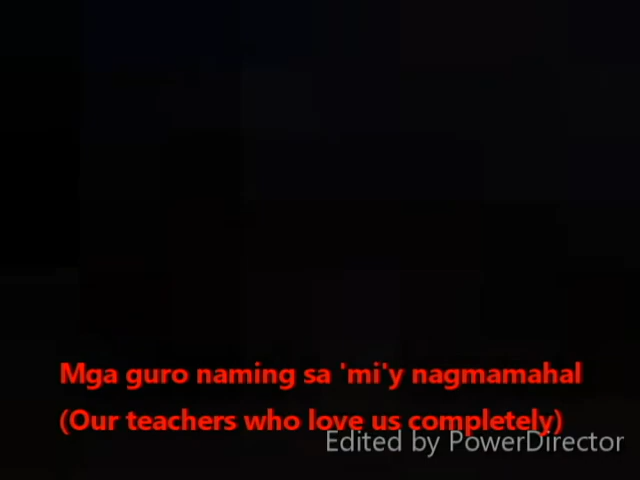 Mga guro naming sa 'mi'y nagmamahal
(Our teachers who love us completely)
Edited by PowerDirector